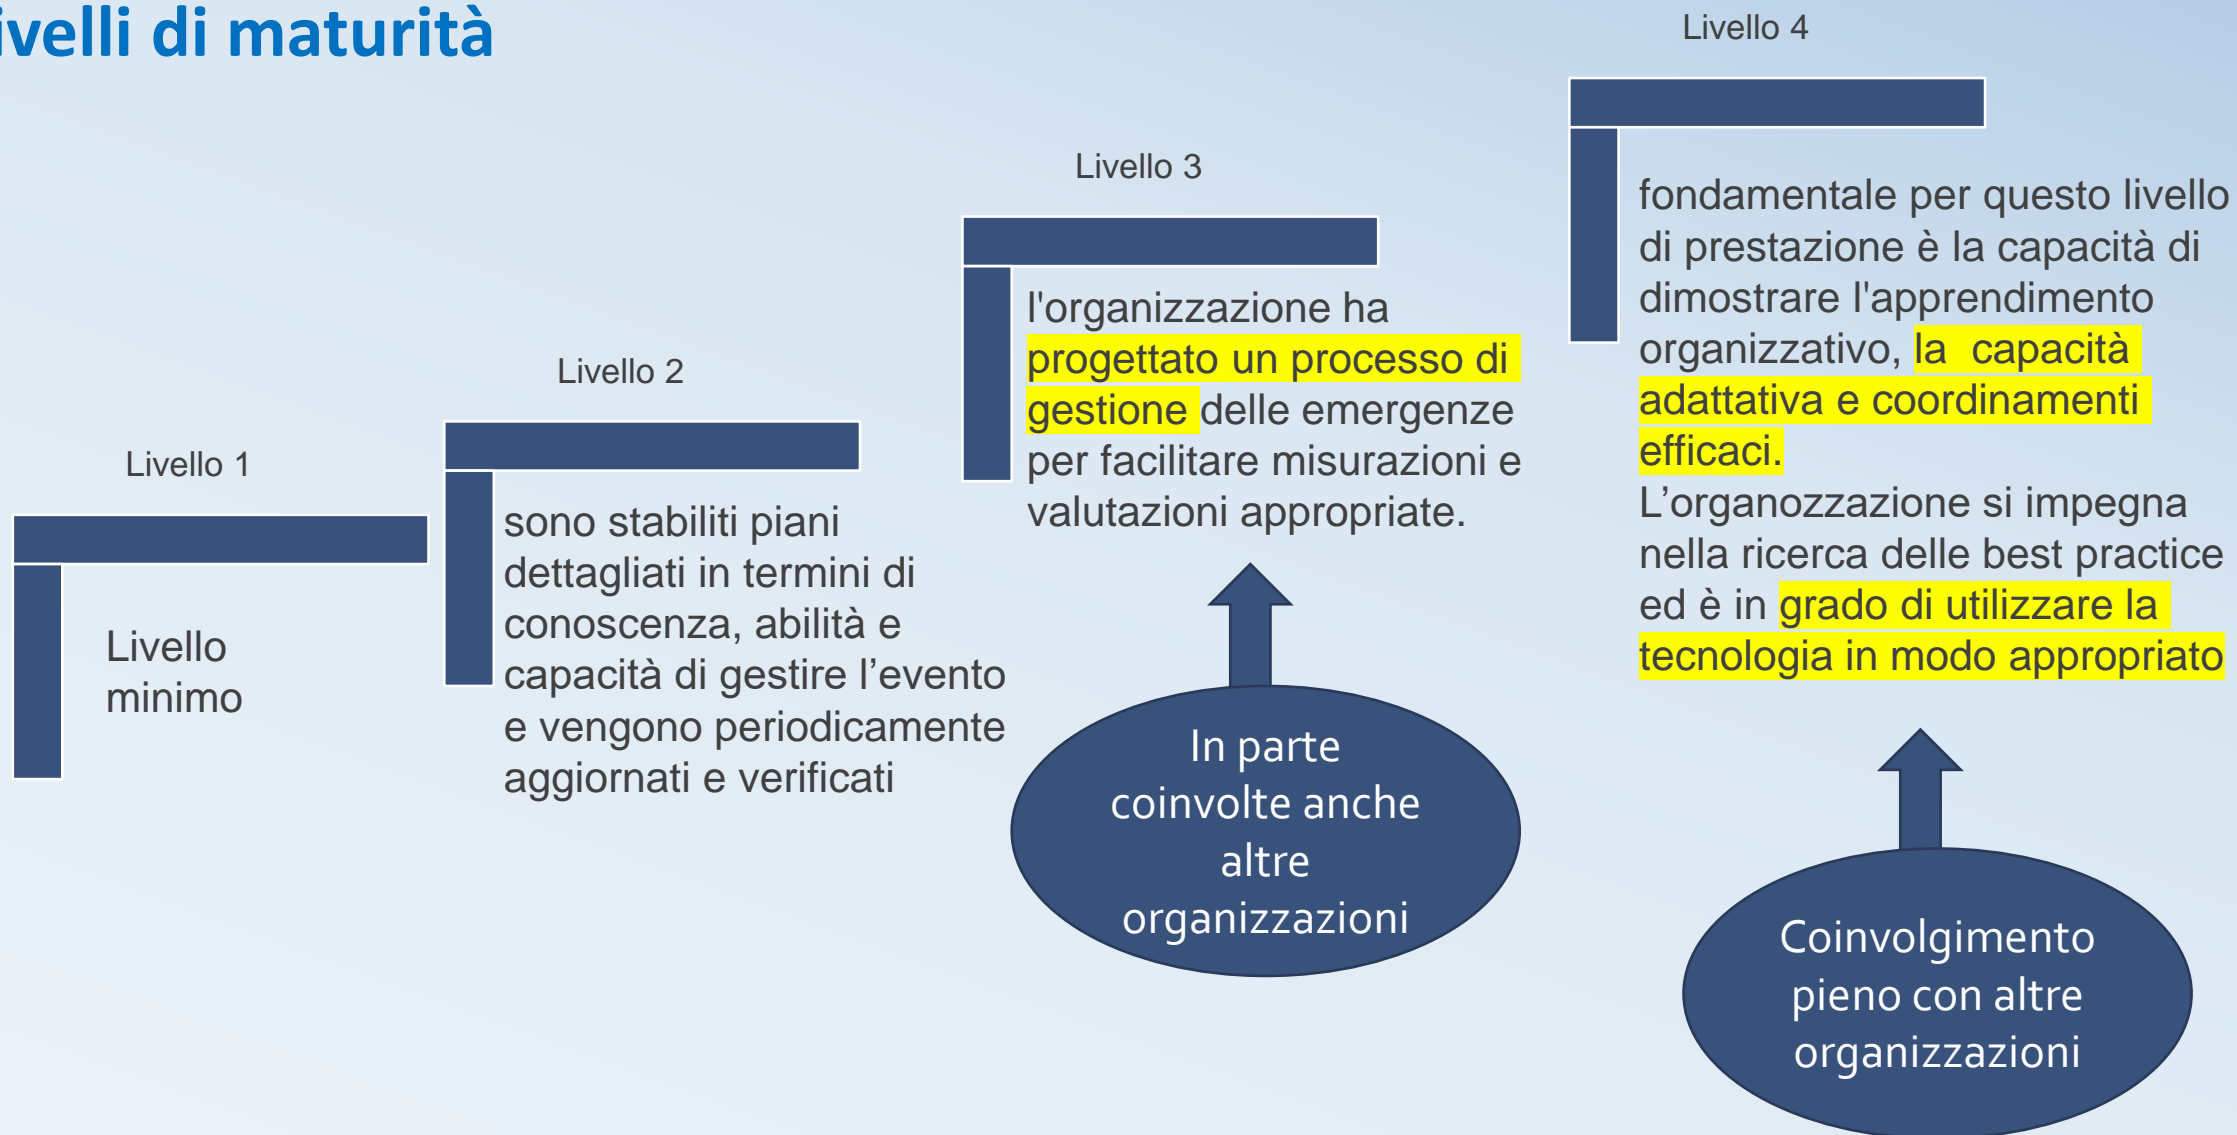 ivelli di maturità
Livello 1
Livello
minimo
Livello 2
sono stabiliti piani
dettagliati in termini di
conoscenza, abilità e
capacità di gestire l’evento
e vengono periodicamente
aggiornati e verificati
Livello 3
l'organizzazione ha
progettato un processo di
gestione delle emergenze
per facilitare misurazioni e
valutazioni appropriate.
In parte
coinvolte anche
altre
organizzazioni
Livello 4
fondamentale per questo livello
di prestazione è la capacità di
dimostrare l'apprendimento
organizzativo, la  capacità
adattativa e coordinamenti
efficaci.
L’organozzazione si impegna
nella ricerca delle best practice
ed è in grado di utilizzare la
tecnologia in modo appropriato
Coinvolgimento
pieno con altre
organizzazioni